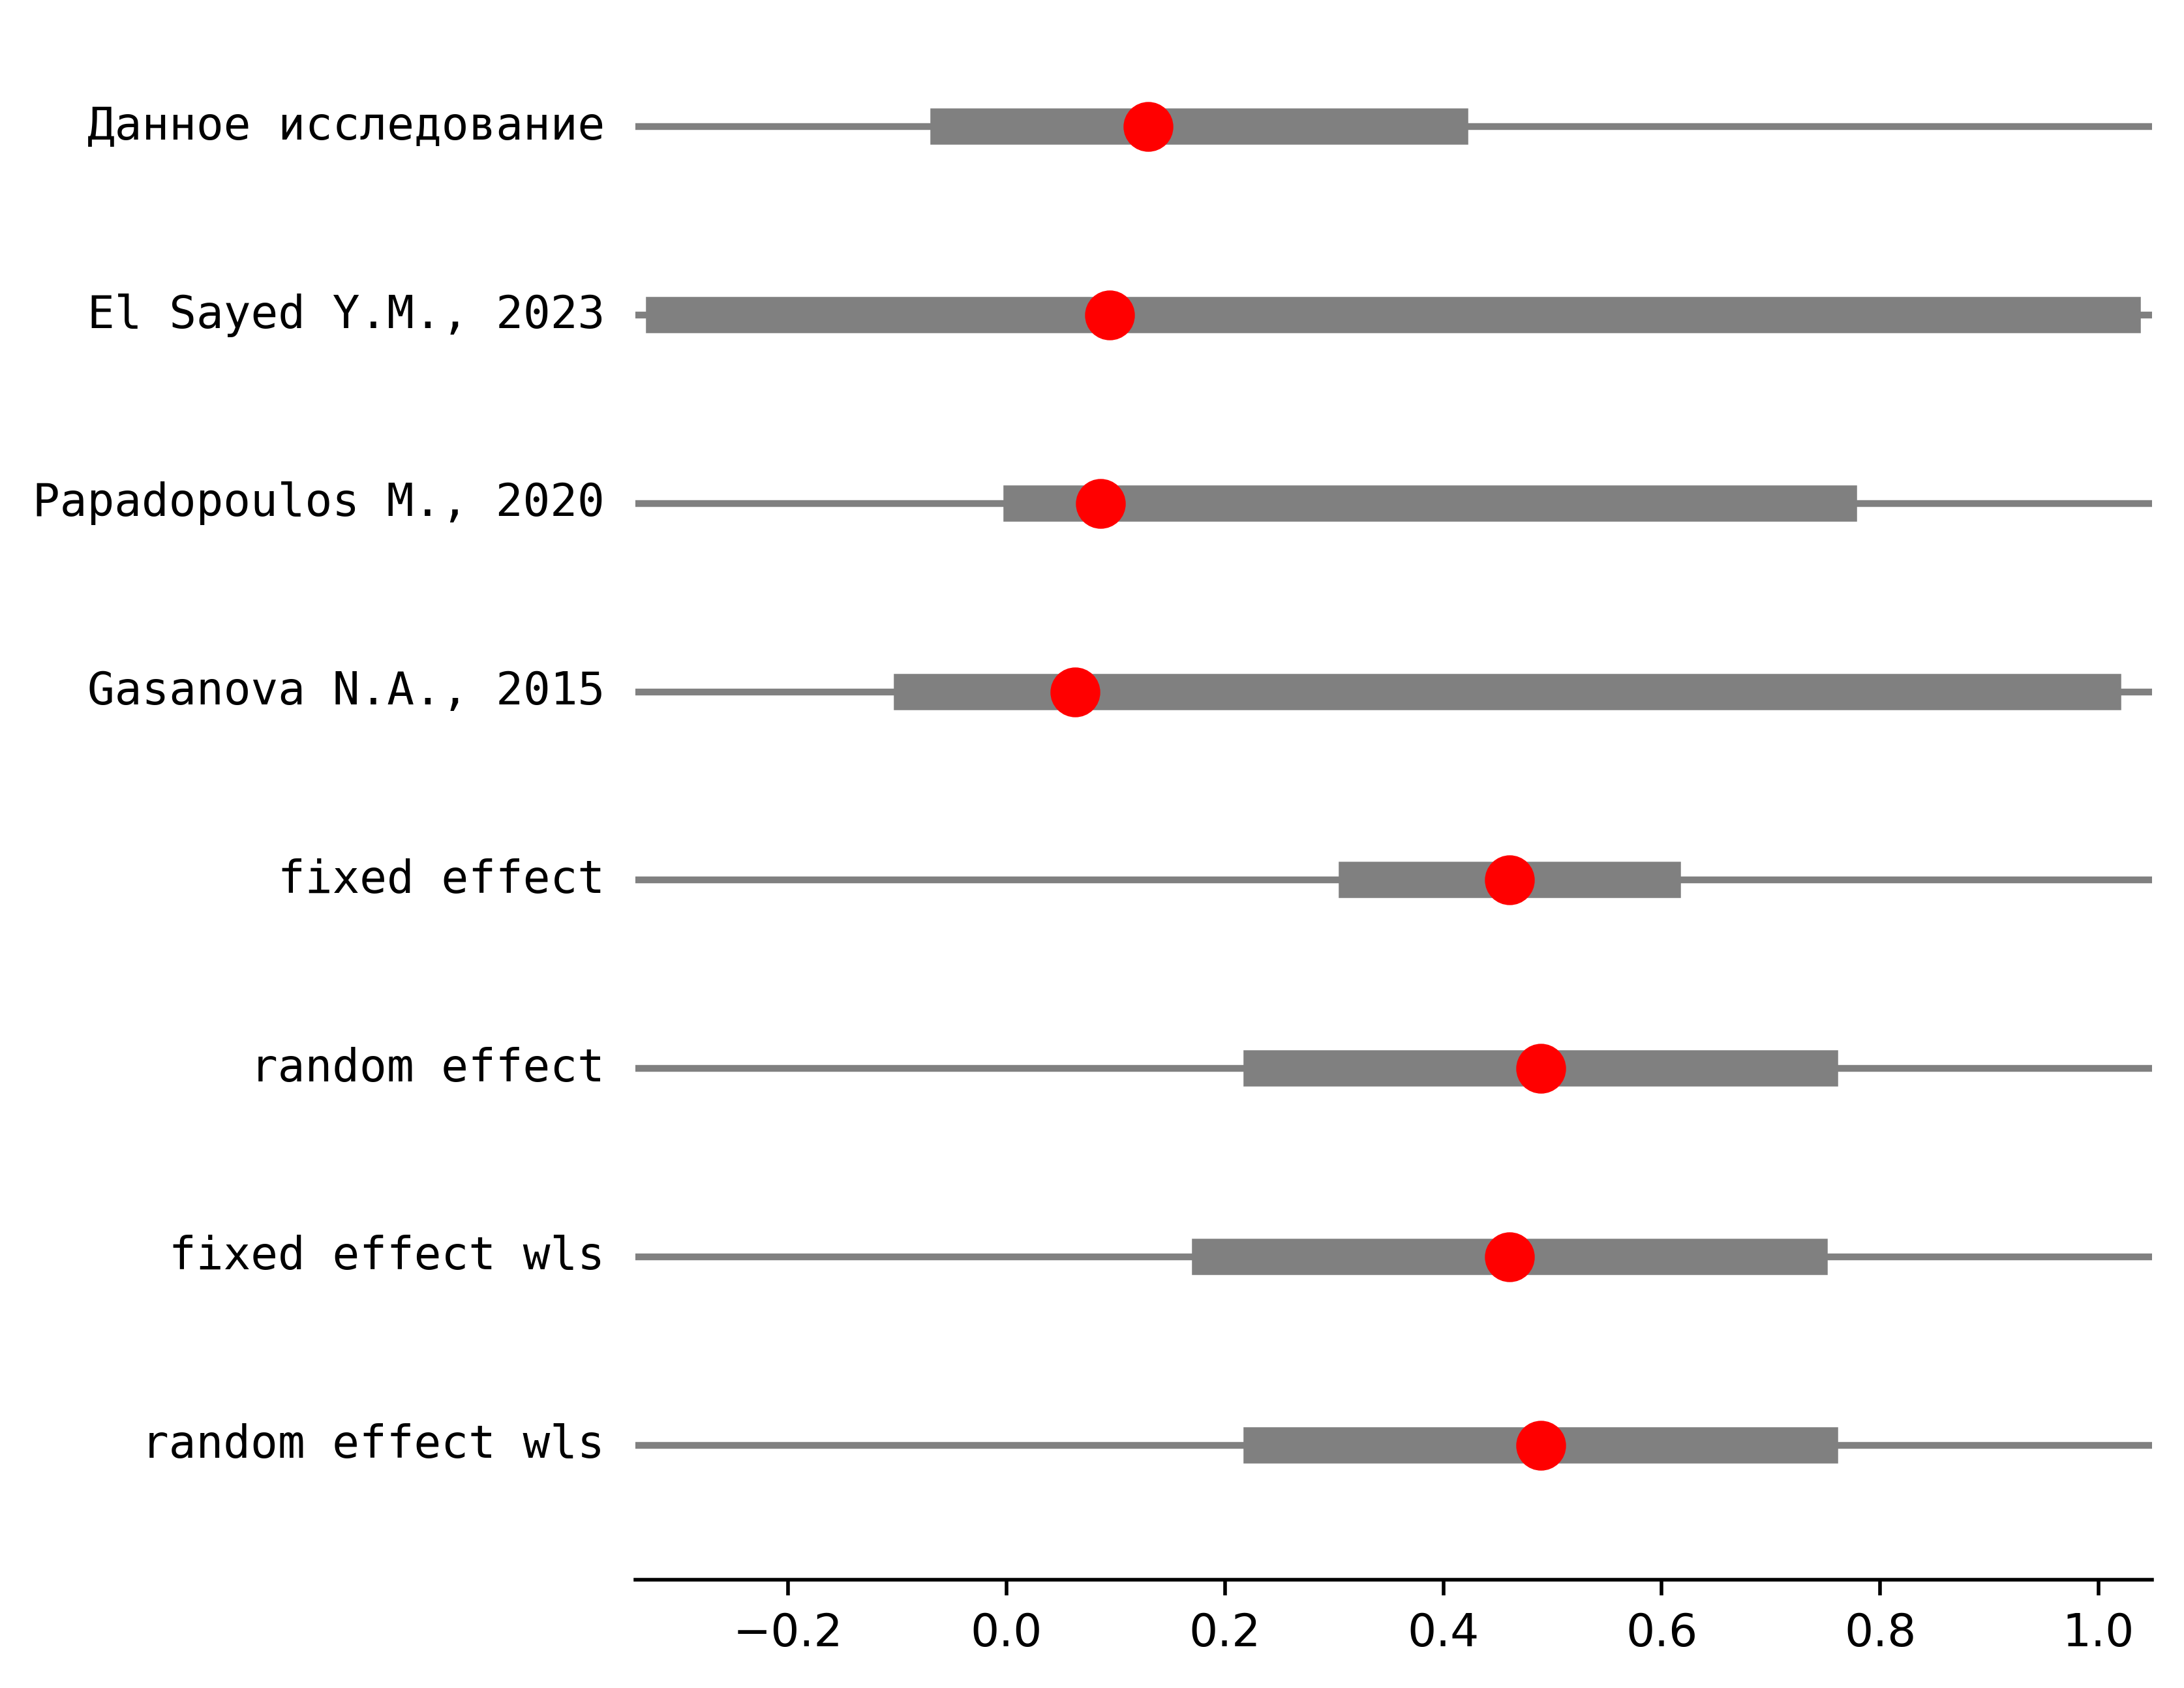 Данное исследование
El Sayed Y.M., 2023
Papadopoulos M., 2020
Gasanova N.A., 2015
fixed effect
random effect
fixed effect wls
random effect wls
−0.2 0.0 0.2 0.4 0.6 0.8 1.0